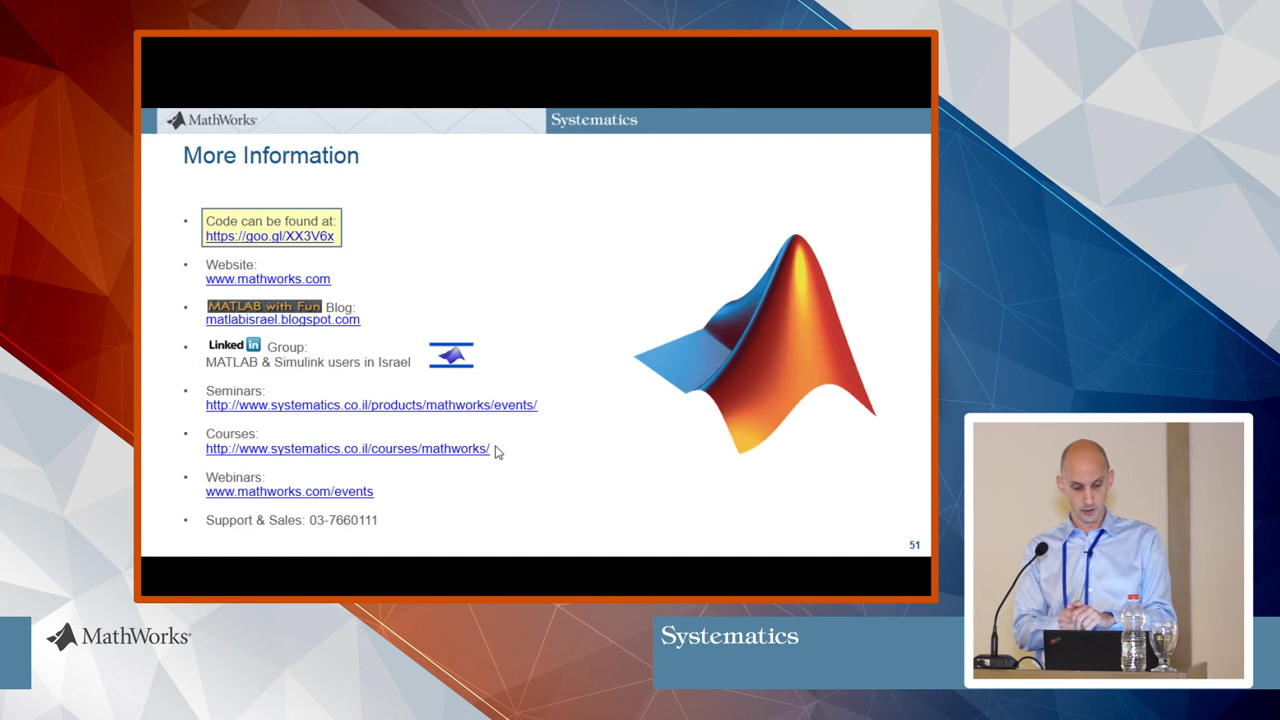 MathWorks
Systematics
More Information
• Code can be found at:
https://goo.gl/XX3V6x
• Website:
www.mathworks.com
• MATLAB with Fun Blog:
matlabisrael.blogspot.com
• Linked in Group:
MATLAB & Simulink users in Israel
• Seminars:
http://www.systematics.co.il/products/mathworks/events/
• Courses:
http://www.systematics.co.il/courses/mathworks/
• Webinars:
www.mathworks.com/events
• Support & Sales: 03-7660111
51
MathWorks
Systematics